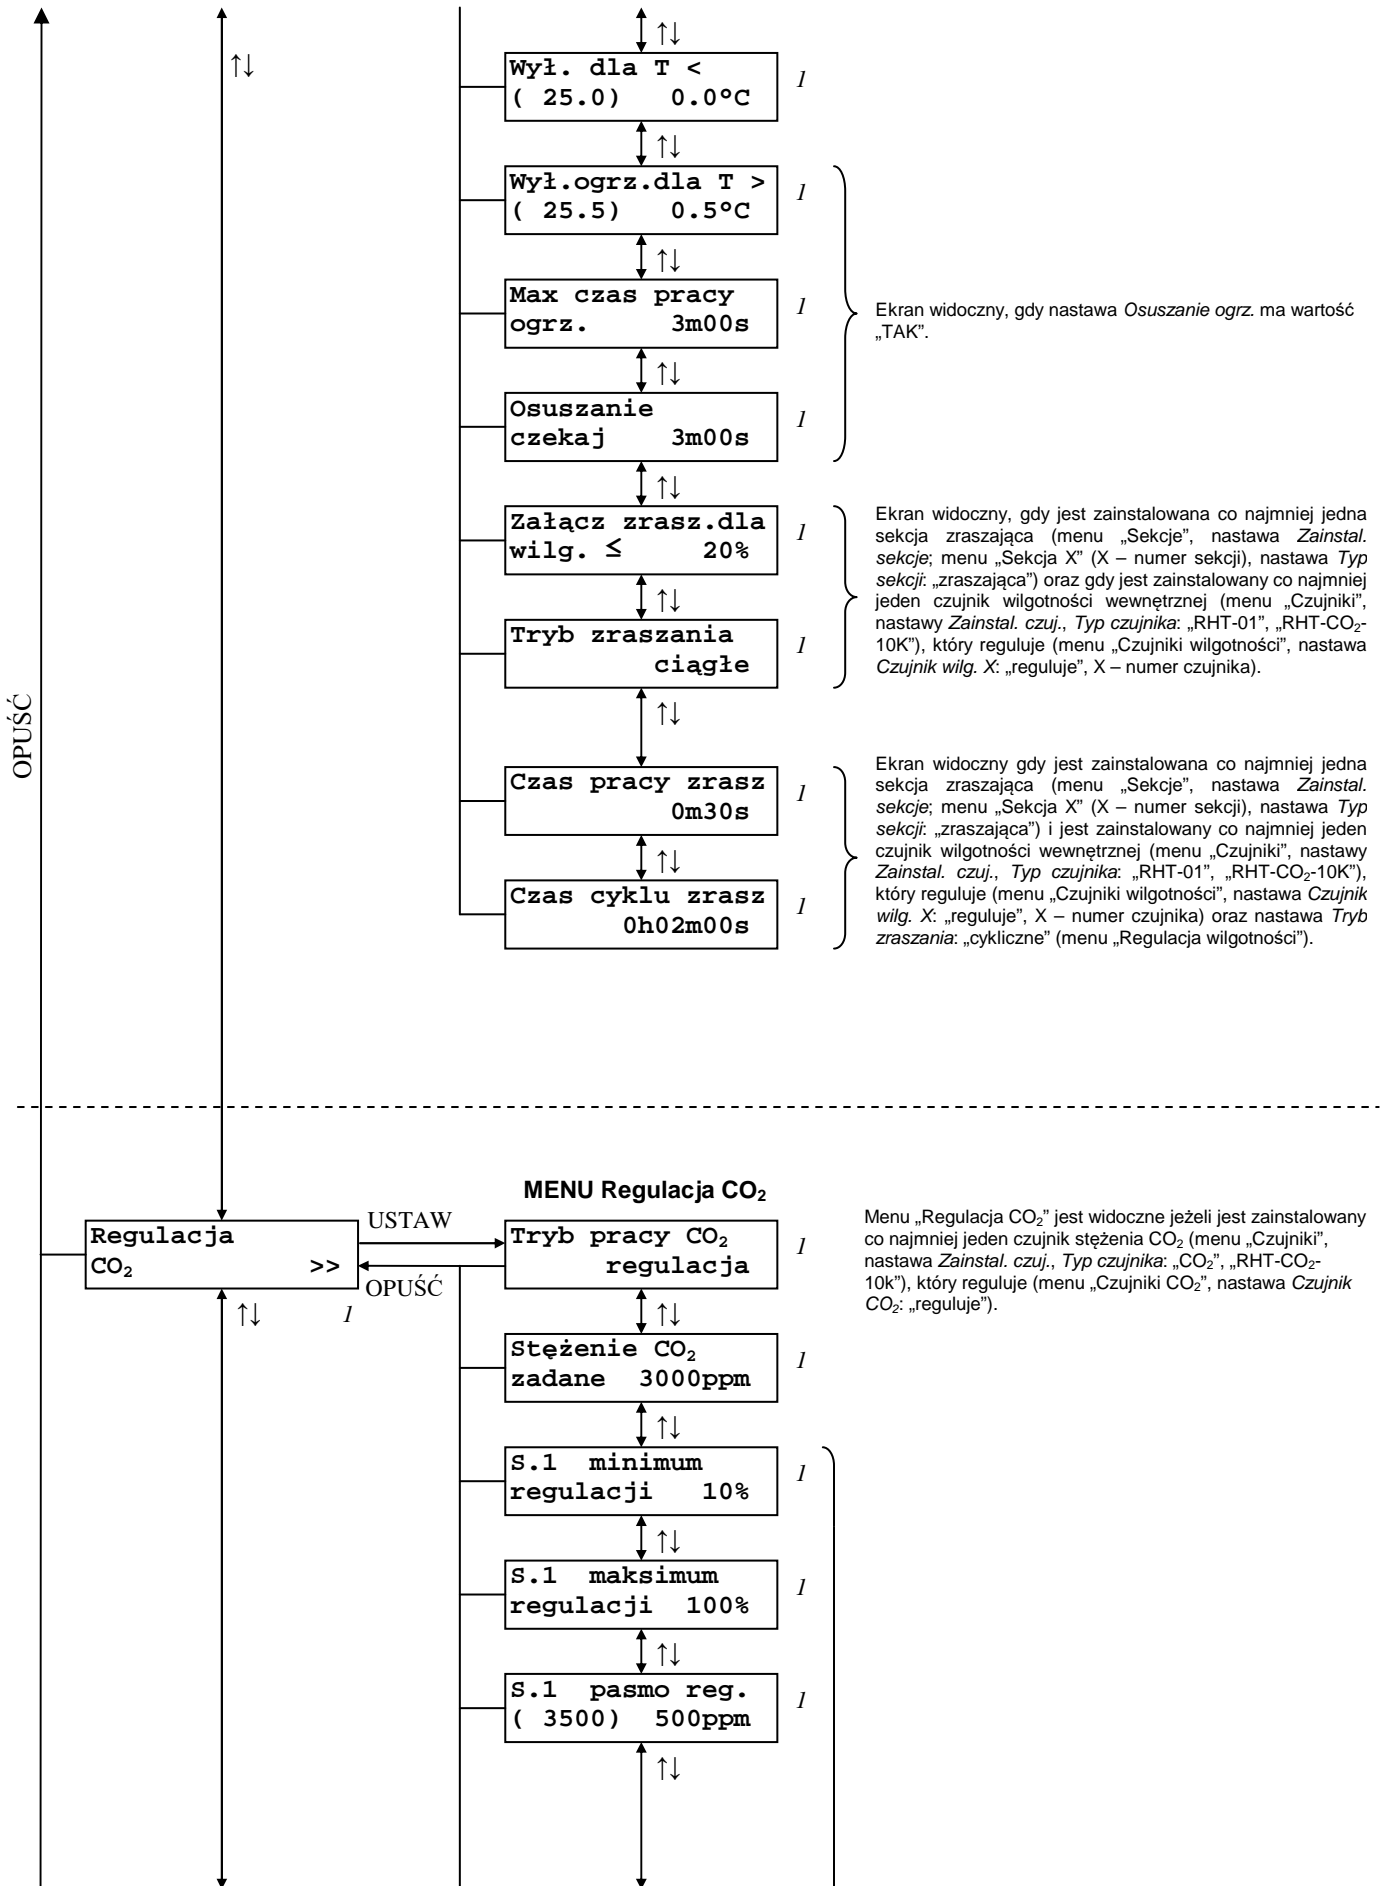 ↑↓
↑↓
Wył. dla T <
( 25.0) 0.0°C
1
↑↓
Wył.ogrz.dla T >
( 25.5) 0.5°C
1
↑↓
Max czas pracy
ogrz. 3m00s
1
Ekran widoczny, gdy nastawa Osuszanie ogrz. ma wartość
„TAK”.
↑↓
Osuszanie
czekaj 3m00s
1
↑↓
Załącz zrasz.dla
wilg. ≤ 20%
1
↑↓
Tryb zraszania
ciągłe
1
Ekran widoczny, gdy jest zainstalowana co najmniej jedna
sekcja zraszająca (menu „Sekcje”, nastawa Zainstal.
sekcje; menu „Sekcja X” (X – numer sekcji), nastawa Typ
sekcji: „zraszająca”) oraz gdy jest zainstalowany co najmniej
jeden czujnik wilgotności wewnętrznej (menu „Czujniki”,
nastawy Zainstal. czuj., Typ czujnika: „RHT-01”, „RHT-CO₂-
10K”), który reguluje (menu „Czujniki wilgotności”, nastawa
Czujnik wilg. X: „reguluje”, X – numer czujnika).
↑↓
OPUŚĆ
Czas pracy zrasz
0m30s
1
↑↓
Czas cyklu zrasz
0h02m00s
1
Ekran widoczny gdy jest zainstalowana co najmniej jedna
sekcja zraszająca (menu „Sekcje”, nastawa Zainstal.
sekcje; menu „Sekcja X” (X – numer sekcji), nastawa Typ
sekcji: „zraszająca”) i jest zainstalowany co najmniej jeden
czujnik wilgotności wewnętrznej (menu „Czujniki”, nastawy
Zainstal. czuj., Typ czujnika: „RHT-01”, „RHT-CO₂-10K”),
który reguluje (menu „Czujniki wilgotności”, nastawa Czujnik
wilg. X: „reguluje”, X – numer czujnika) oraz nastawa Tryb
zraszania: „cykliczne” (menu „Regulacja wilgotności”).
MENU Regulacja CO₂
Regulacja
CO₂ >>
USTAW
OPUŚĆ
↑↓
1
Tryb pracy CO₂
regulacja
1
Menu „Regulacja CO₂” jest widoczne jeżeli jest zainstalowany
co najmniej jeden czujnik stężenia CO₂ (menu „Czujniki”,
nastawa Zainstal. czuj., Typ czujnika: „CO₂”, „RHT-CO₂-
10k”), który reguluje (menu „Czujniki CO₂”, nastawa Czujnik
CO₂: „reguluje”).
↑↓
Stężenie CO₂
zadane 3000ppm
1
↑↓
S.1 minimum
regulacji 10%
1
↑↓
S.1 maksimum
regulacji 100%
1
↑↓
S.1 pasmo reg.
( 3500) 500ppm
1
↑↓